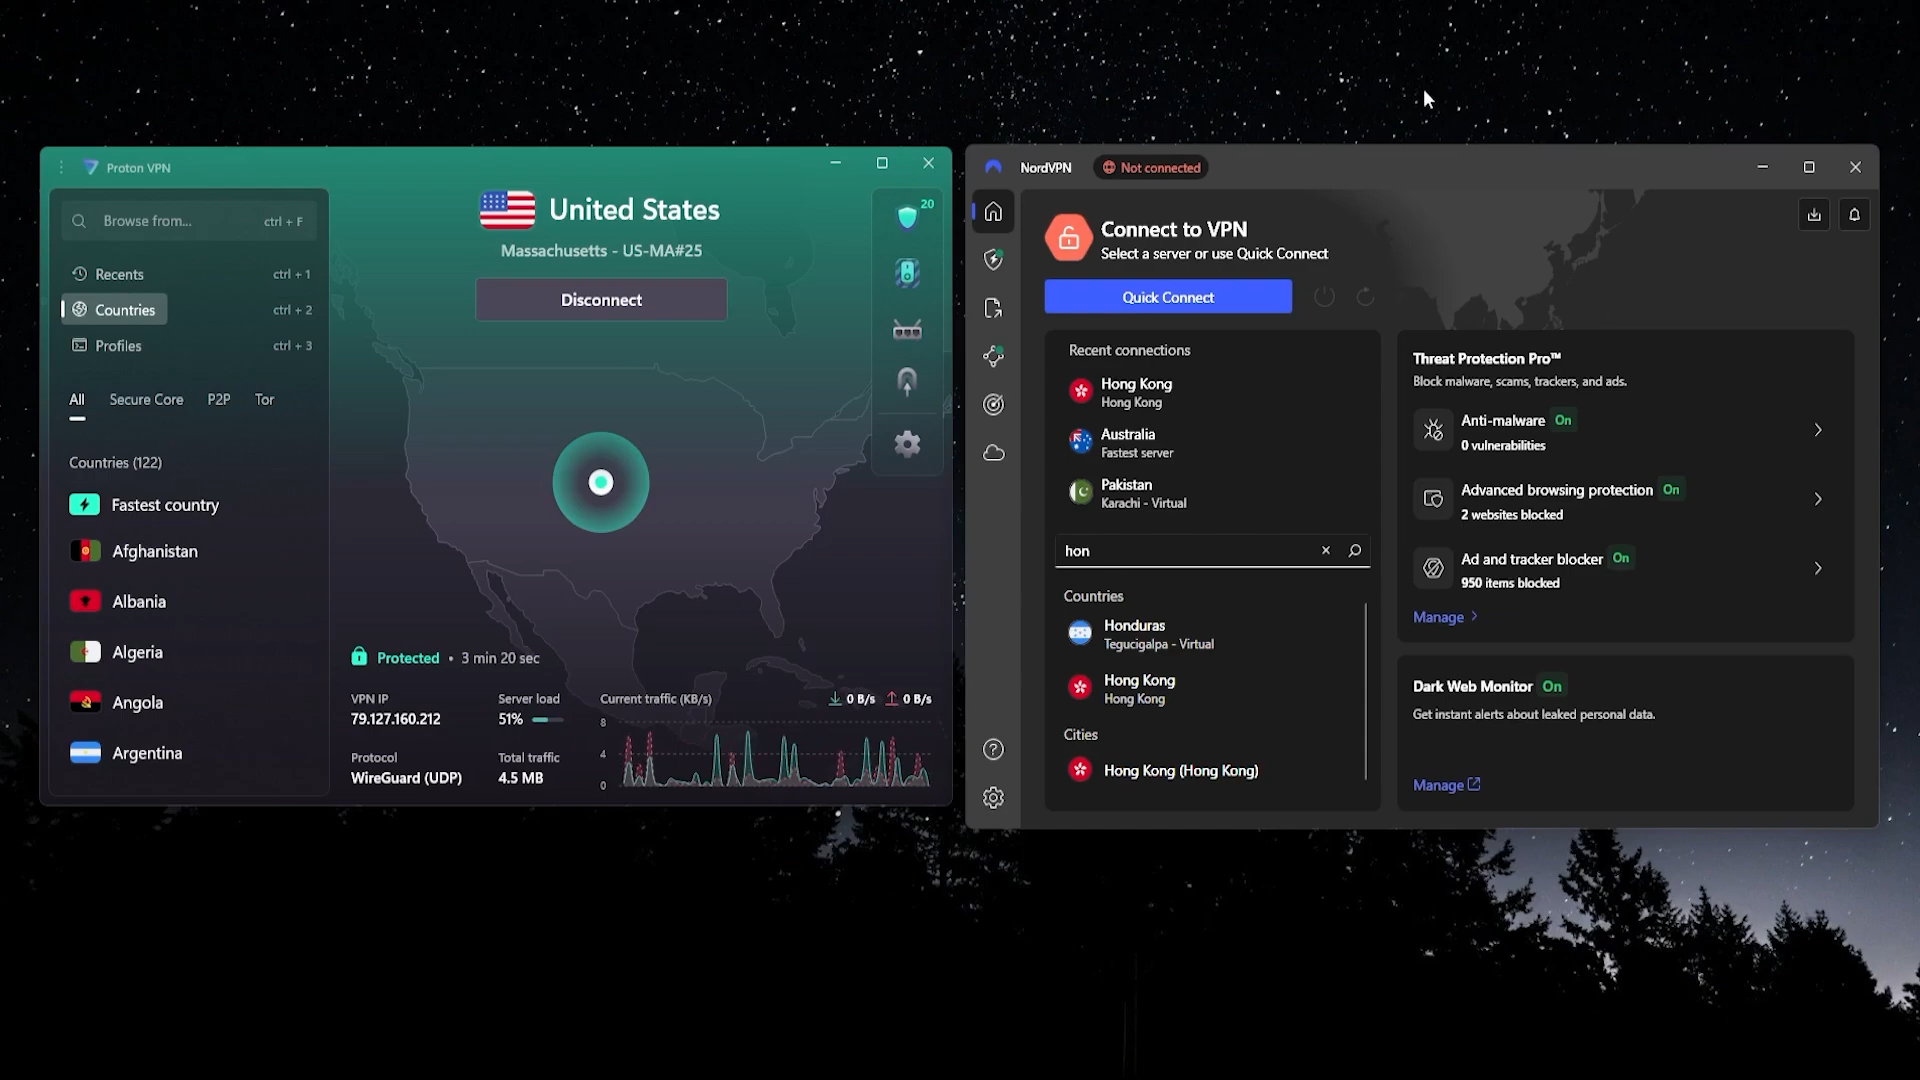 Proton VPN
Browse from... ctrl + F
Recents ctrl + 1
Countries ctrl + 2
Profiles ctrl + 3
All Secure Core P2P Tor
Countries (122)
Fastest country
Afghanistan
Albania
Algeria
Angola
Argentina
United States
Massachusetts - US-MA#25
Disconnect
20
Protected • 3 min 20 sec
VPN IP
79.127.160.212
Server load
51%
Protocol
WireGuard (UDP)
Total traffic
4.5 MB
Current traffic (KB/s) 0 B/s 0 B/s
8
4
0
NordVPN Not connected
Connect to VPN
Select a server or use Quick Connect
Quick Connect
Recent connections
Hong Kong
Hong Kong
Australia
Fastest server
Pakistan
Karachi - Virtual
hon
Countries
Honduras
Tegucigalpa - Virtual
Hong Kong
Hong Kong
Cities
Hong Kong (Hong Kong)
Threat Protection Pro™
Block malware, scams, trackers, and ads.
Anti-malware On
0 vulnerabilities
Advanced browsing protection On
2 websites blocked
Ad and tracker blocker On
950 items blocked
Manage
Dark Web Monitor On
Get instant alerts about leaked personal data.
Manage